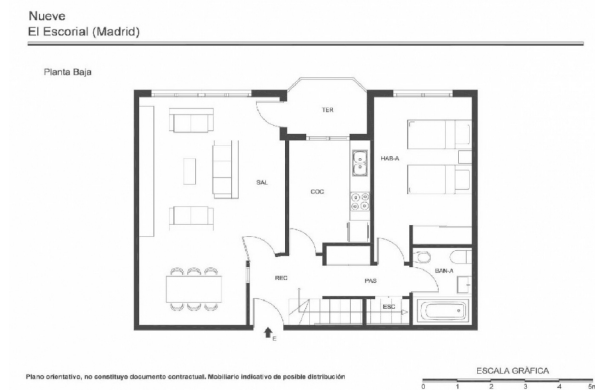 Nueve
El Escorial (Madrid)
Planta Baja
TER
HAB-A
SAL
COC
REC
PAS
BAN-A
ESC
E
Plano orientativo, no constituye documento contractual. Mobiliario indicativo de posible distribución
ESCALA GRÁFICA
0 1 2 3 4 5m